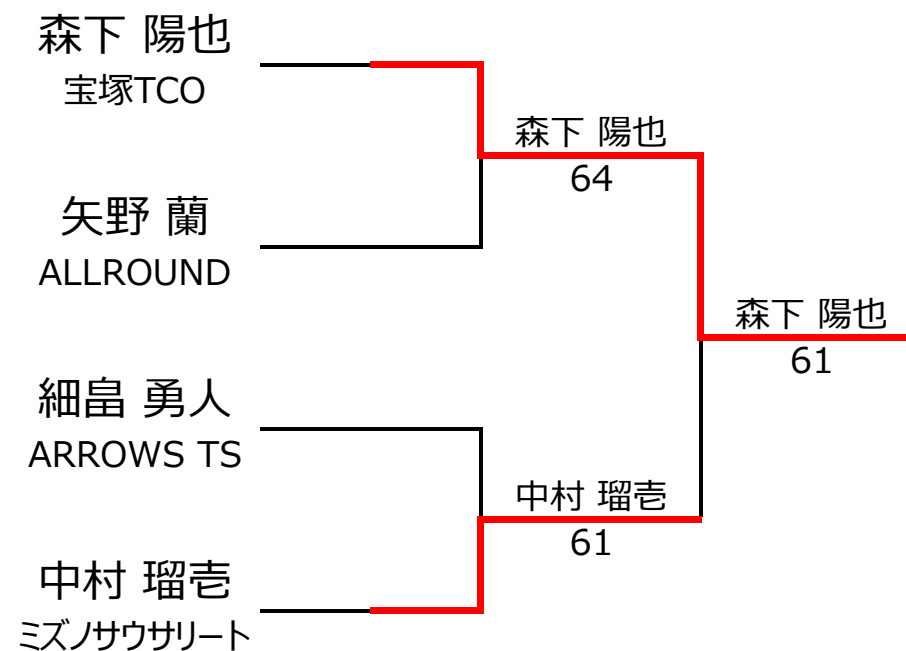 森下 陽也
宝塚TCO
矢野 蘭
ALLROUND
細畠 勇人
ARROWS TS
中村 瑠壱
ミズノサウサリート
森下 陽也
64
中村 瑠壱
61
森下 陽也
61